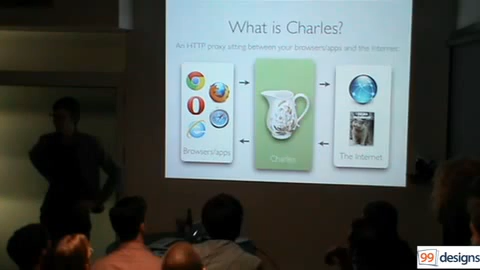 What is Charles?
An HTTP proxy sitting between your browsers/apps and the Internet.
Browsers/apps
Charles
The Internet
99designs